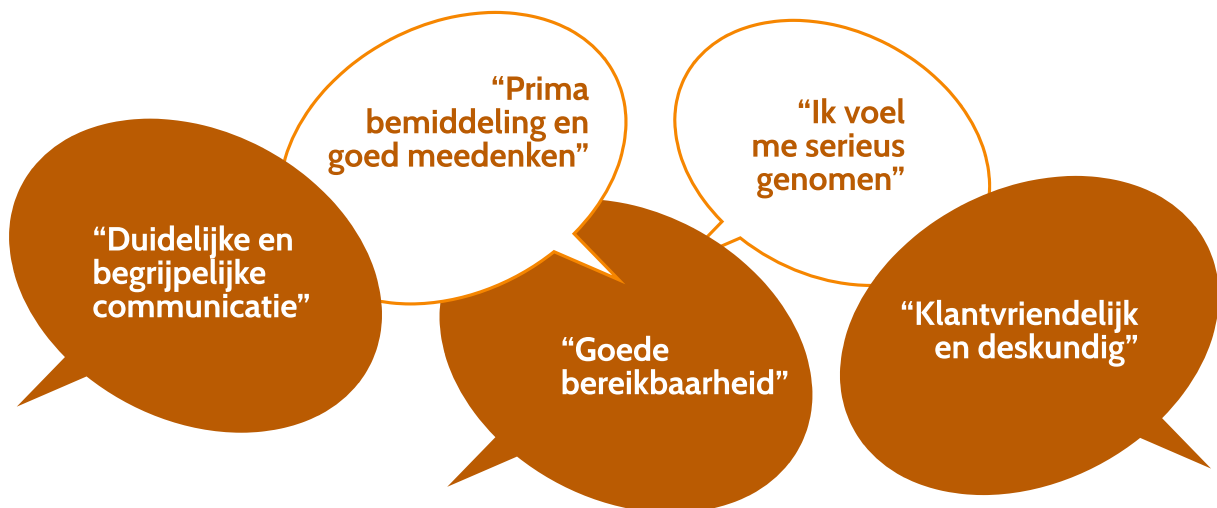 “Prima
bemiddeling en
goed meedenken”
“Ik voel
me serieus
genomen”
“Duidelijke en
begrijpelijke
communicatie”
“Goede
bereikbaarheid”
“Klantvriendelijk
en deskundig”